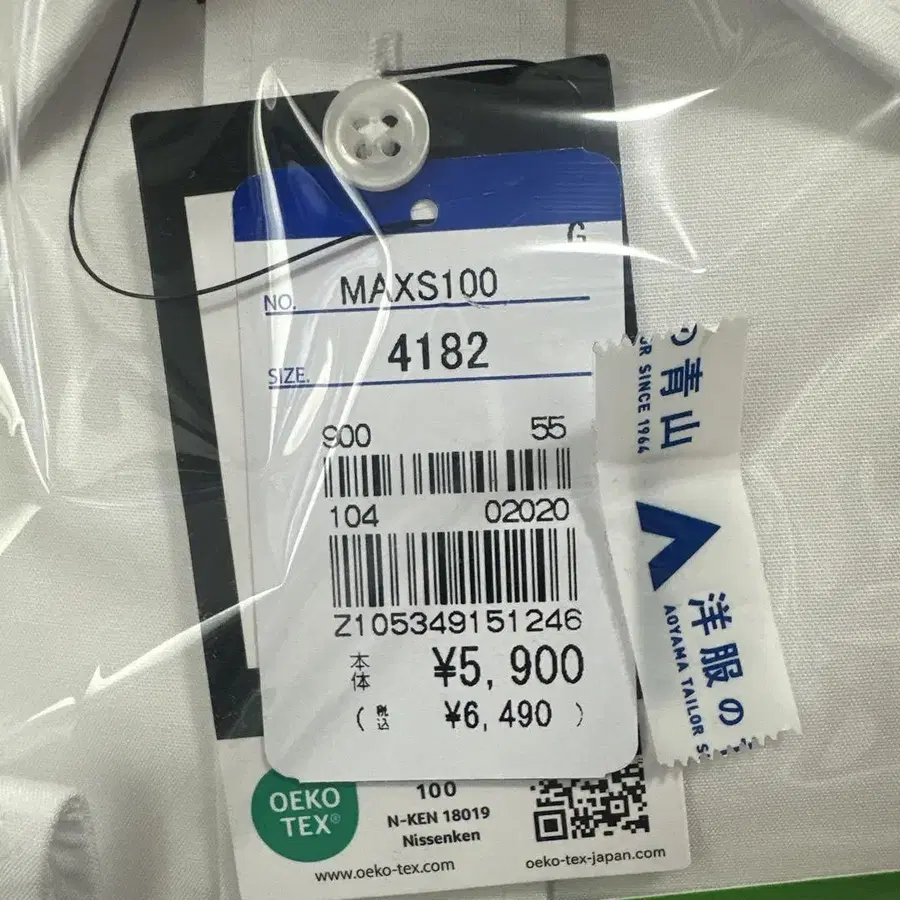 G
NO. MAXS100
SIZE. 4182
900 55
104 02020
Z105349151246
本体 ¥5,900
(税込 ¥6,490)
の青山
OR SINCE 1964
洋服の
AOYAMA TAILOR S
OEKO
TEX®
100
N-KEN 18019
Nissenken
www.oeko-tex.com
oeko-tex-japan.com